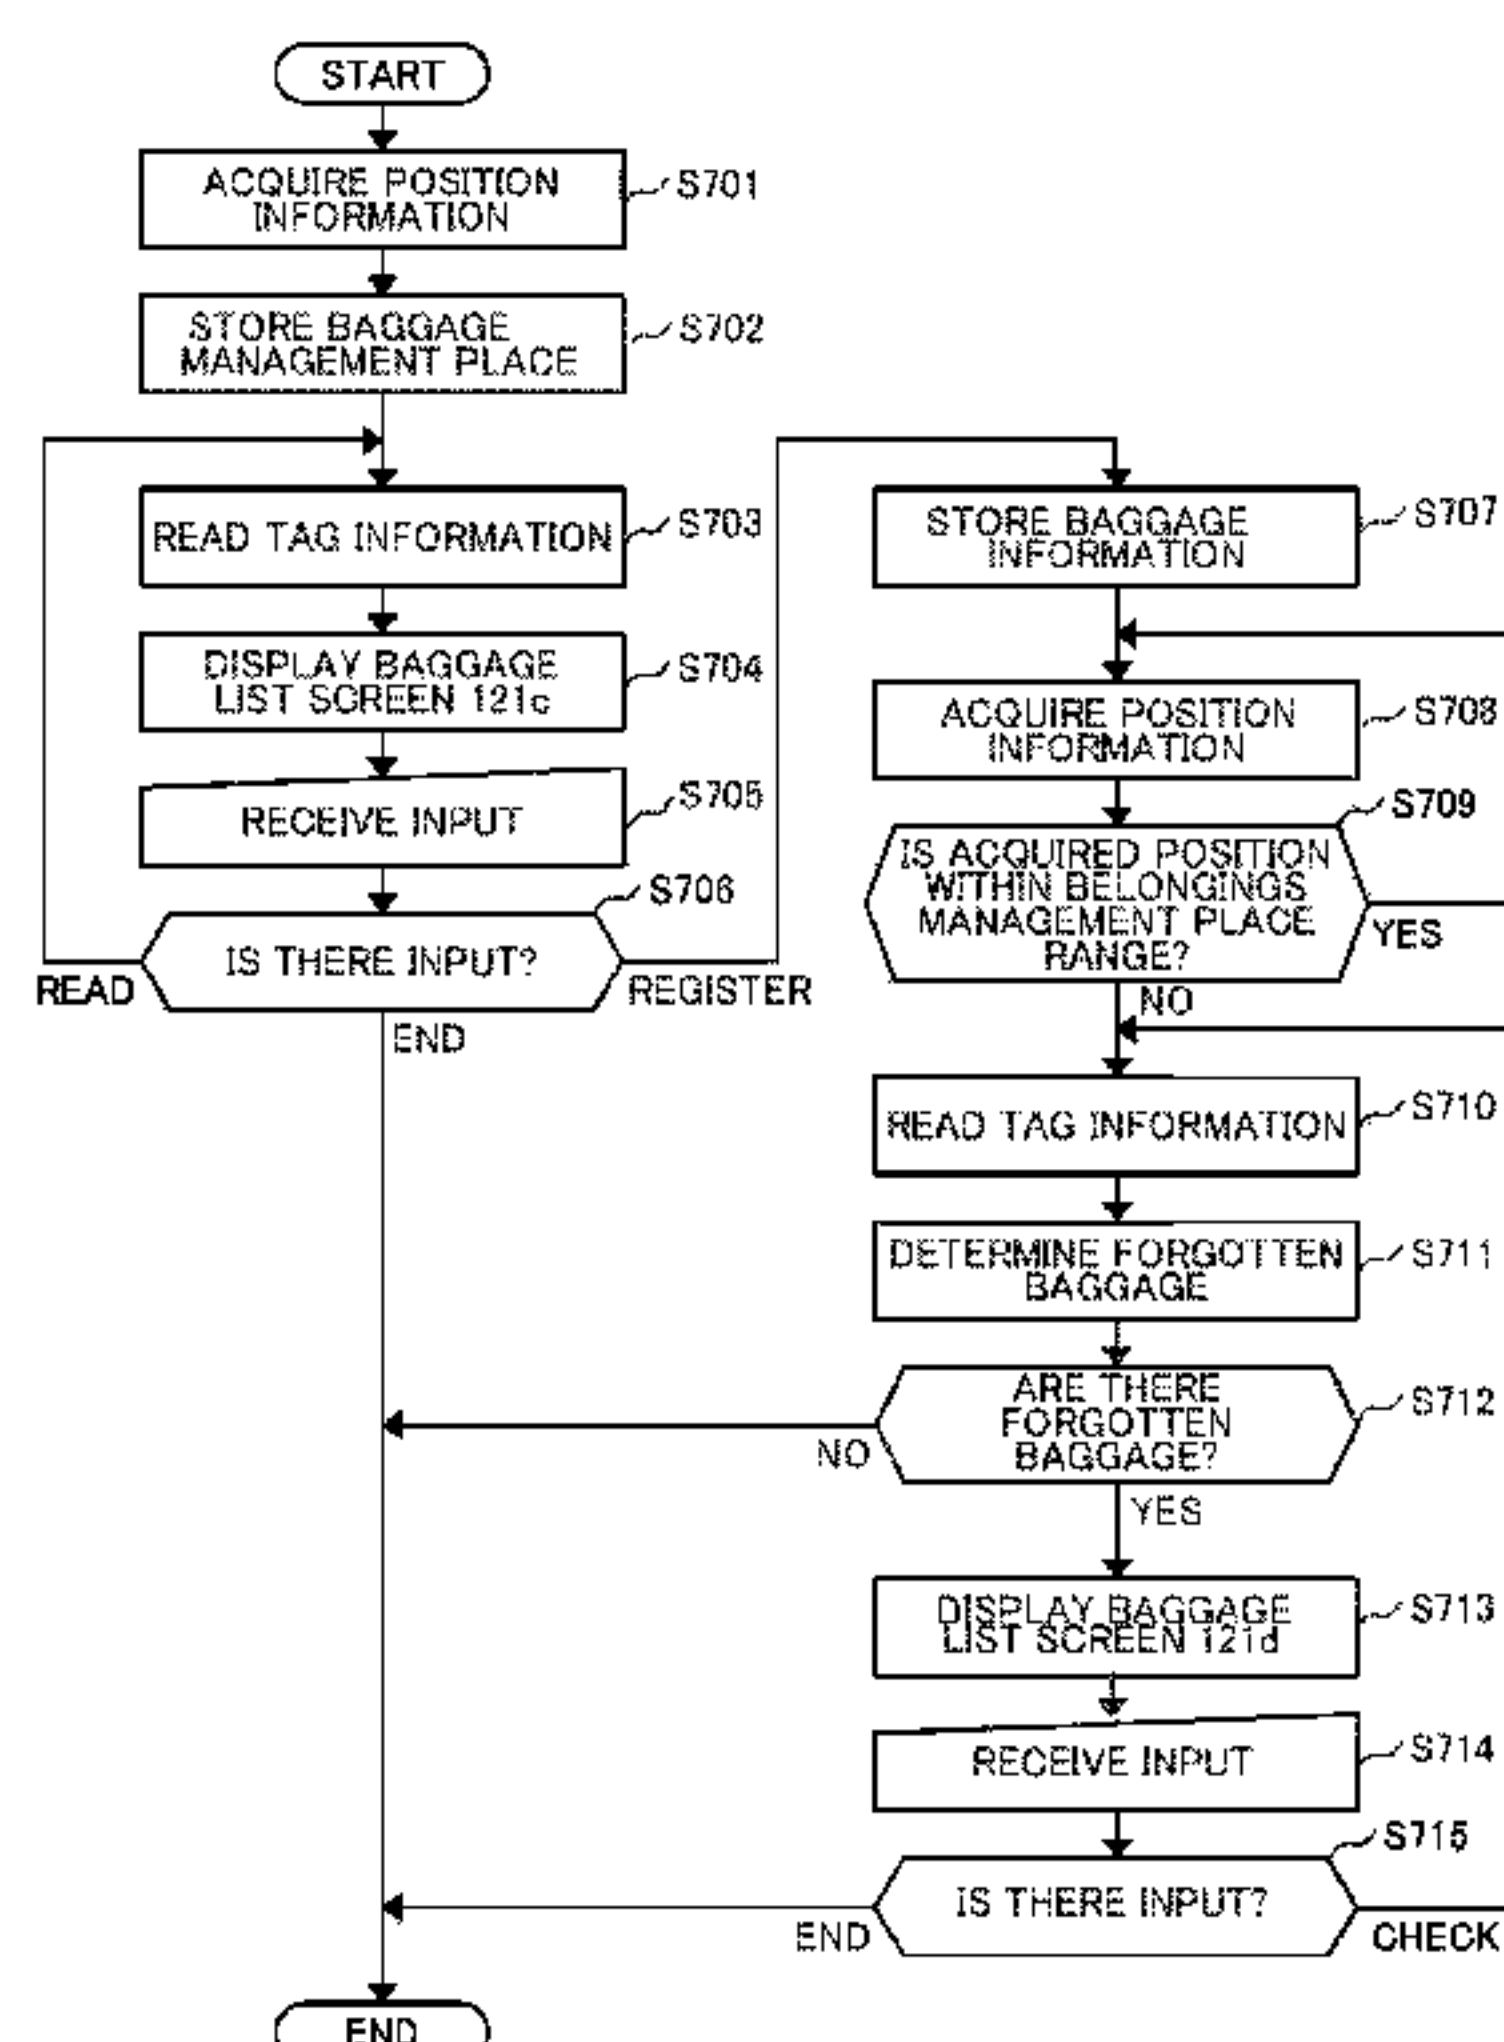 START
ACQUIRE POSITION
INFORMATION
S701
STORE BAGGAGE
MANAGEMENT PLACE
S702
READ TAG INFORMATION
S703
DISPLAY BAGGAGE
LIST SCREEN 121c
S704
RECEIVE INPUT
S705
IS THERE INPUT?
S706
READ
REGISTER
END
STORE BAGGAGE
INFORMATION
S707
ACQUIRE POSITION
INFORMATION
S708
IS ACQUIRED POSITION
WITHIN BELONGINGS
MANAGEMENT PLACE
RANGE?
S709
YES
NO
READ TAG INFORMATION
S710
DETERMINE FORGOTTEN
BAGGAGE
S711
ARE THERE
FORGOTTEN
BAGGAGE?
S712
NO
YES
DISPLAY BAGGAGE
LIST SCREEN 121d
S713
RECEIVE INPUT
S714
IS THERE INPUT?
S715
END
CHECK
END